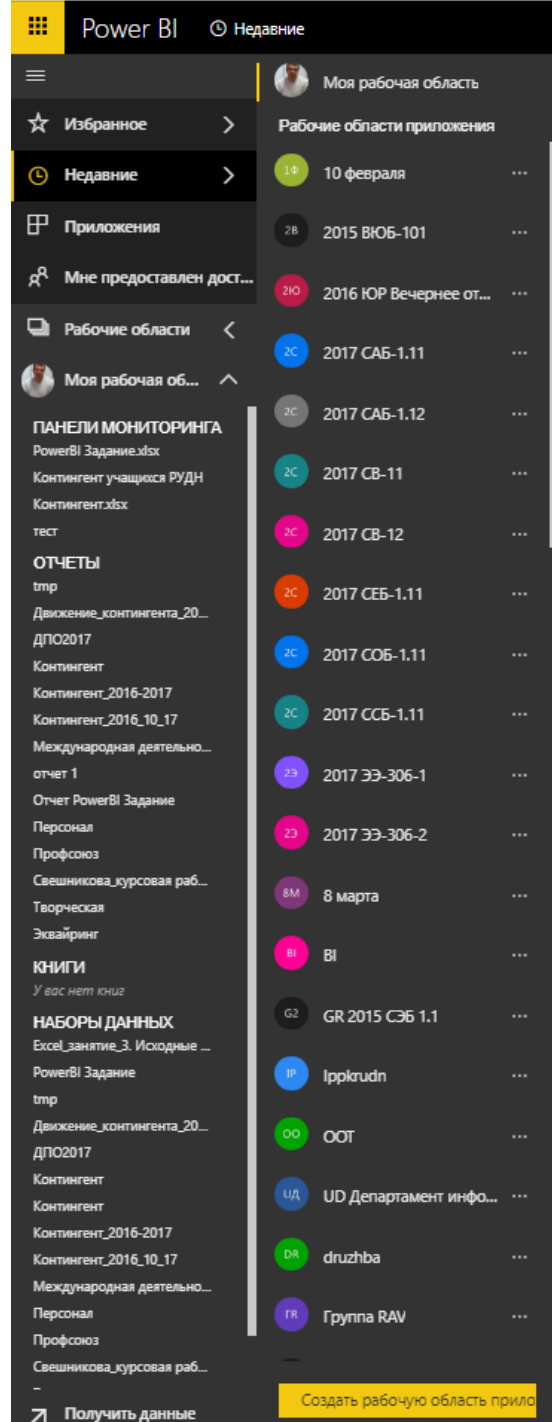 Power BI
Недавние
Избранное
Недавние
Приложения
Мне предоставлен дост...
Рабочие области
Моя рабочая об...
ПАНЕЛИ МОНИТОРИНГА
PowerBI Задание.xlsx
Контингент учащихся РУДН
Контингент.xlsx
тест
ОТЧЕТЫ
tmp
Движение_контингента_20...
ДПО2017
Контингент
Контингент_2016-2017
Контингент_2016_10_17
Международная деятельно...
отчет 1
Отчет PowerBI Задание
Персонал
Профсоюз
Свешникова_курсовая раб...
Творческая
Эквайринг
КНИГИ
У вас нет книг
НАБОРЫ ДАННЫХ
Excel_занятие_3. Исходные ...
PowerBI Задание
tmp
Движение_контингента_20...
ДПО2017
Контингент
Контингент
Контингент_2016-2017
Контингент_2016_10_17
Международная деятельно...
Персонал
Профсоюз
Свешникова_курсовая раб...
Получить данные
Моя рабочая область
Рабочие области приложения
1Ф 10 февраля
2В 2015 ВЮБ-101
2Ю 2016 ЮР Вечернее от...
2С 2017 САБ-1.11
2С 2017 САБ-1.12
2С 2017 СВ-11
2С 2017 СВ-12
2С 2017 СЕБ-1.11
2С 2017 СОБ-1.11
2С 2017 ССБ-1.11
2Э 2017 ЭЭ-306-1
2Э 2017 ЭЭ-306-2
8М 8 марта
BI BI
G2 GR 2015 СЭБ 1.1
IP Ippkrudn
OO OOT
UД UD Департамент инфо...
DR druzhba
ГR Группа RAV
Создать рабочую область прило